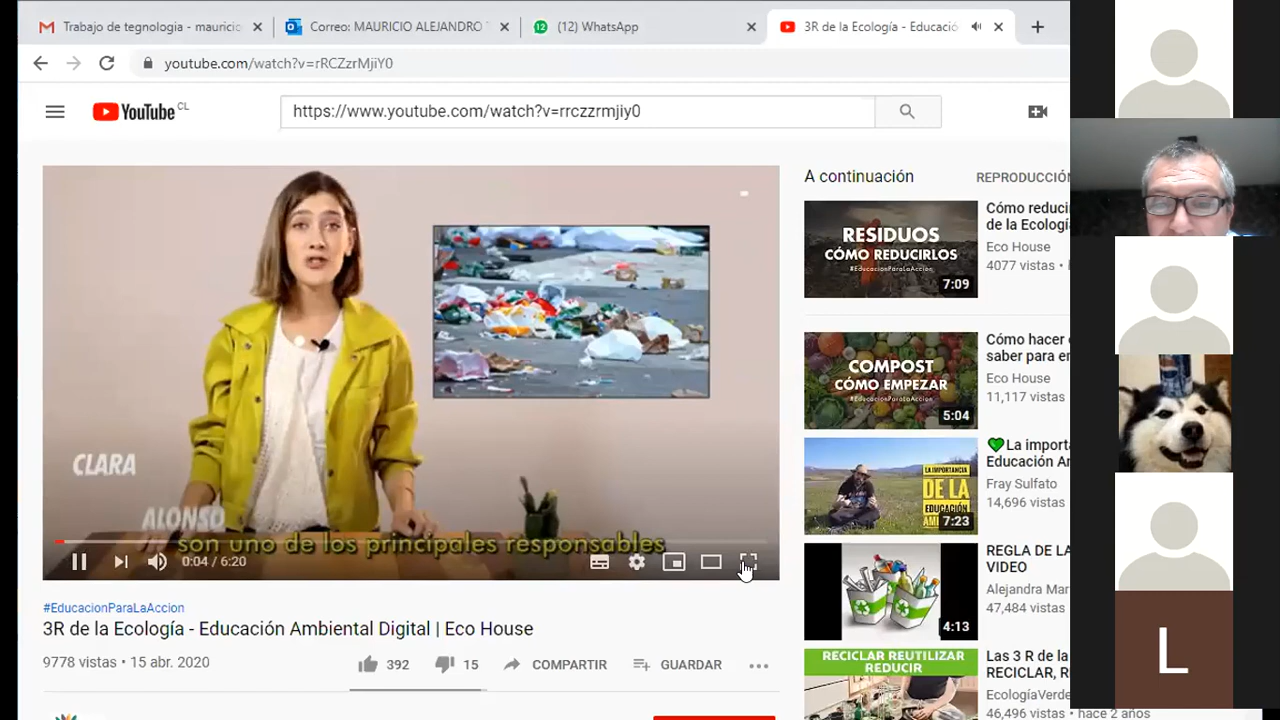 Trabajo de tegnologia - mauricio
Correo: MAURICIO ALEJANDRO
(12) WhatsApp
3R de la Ecología - Educació
youtube.com/watch?v=rRCZzrMjiY0
YouTube CL
https://www.youtube.com/watch?v=rrczzrmjiy0
CLARA
ALONSO
son uno de los principales responsables
0:04 / 6:20
#EducacionParaLaAccion
3R de la Ecología - Educación Ambiental Digital | Eco House
9778 vistas • 15 abr. 2020
392
15
COMPARTIR
GUARDAR
A continuación
REPRODUCCIÓN
RESIDUOS
CÓMO REDUCIRLOS
#EducacionParaLaAccion
7:09
Cómo reduci
de la Ecologí
Eco House
4077 vistas •
COMPOST
CÓMO EMPEZAR
#EducacionParaLaAccion
5:04
Cómo hacer
saber para e
Eco House
11,117 vistas
LA IMPORTANCIA
DE LA
EDUCACIÓN
7:23
La importa
Educación A
Fray Sulfato
14,696 vistas
4:13
REGLA DE LA
VIDEO
Alejandra Mar
47,484 vistas
RECICLAR REUTILIZAR
REDUCIR
Las 3 R de la
RECICLAR, R
EcologíaVerde
46,496 vistas • hace 2 años
L